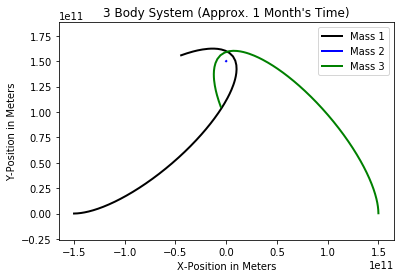 3 Body System (Approx. 1 Month's Time)
1e11
Mass 1
Mass 2
Mass 3
1.75
1.50
1.25
1.00
0.75
0.50
0.25
0.00
−0.25
Y-Position in Meters
−1.5 −1.0 −0.5 0.0 0.5 1.0 1.5
1e11
X-Position in Meters